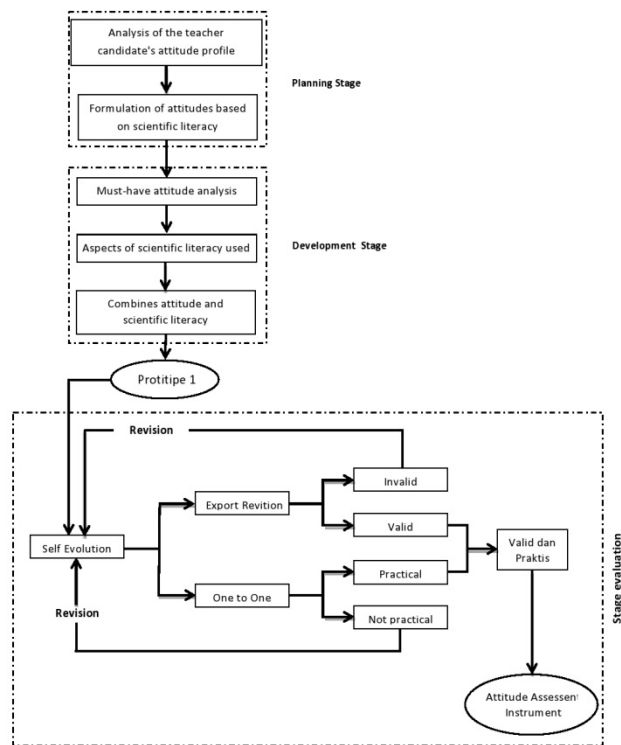 Analysis of the teacher
candidate's attitude profile
Planning Stage
Formulation of attitudes based
on scientific literacy
Must-have attitude analysis
Aspects of scientific literacy used
Development Stage
Combines attitude and
scientific literacy
Protitipe 1
Revision
Invalid
Export Revition
Valid
Self Evolution
Valid dan
Praktis
Practical
One to One
Revision
Not practical
Stage evaluation
Attitude Assessent
Instrument